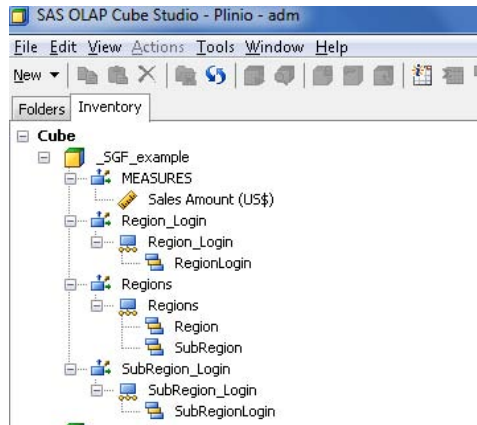 SAS OLAP Cube Studio - Plinio - adm
File Edit View Actions Tools Window Help
New
Folders Inventory
Cube
_SGF_example
MEASURES
Sales Amount (US$)
Region_Login
Region_Login
RegionLogin
Regions
Regions
Region
SubRegion
SubRegion_Login
SubRegion_Login
SubRegionLogin